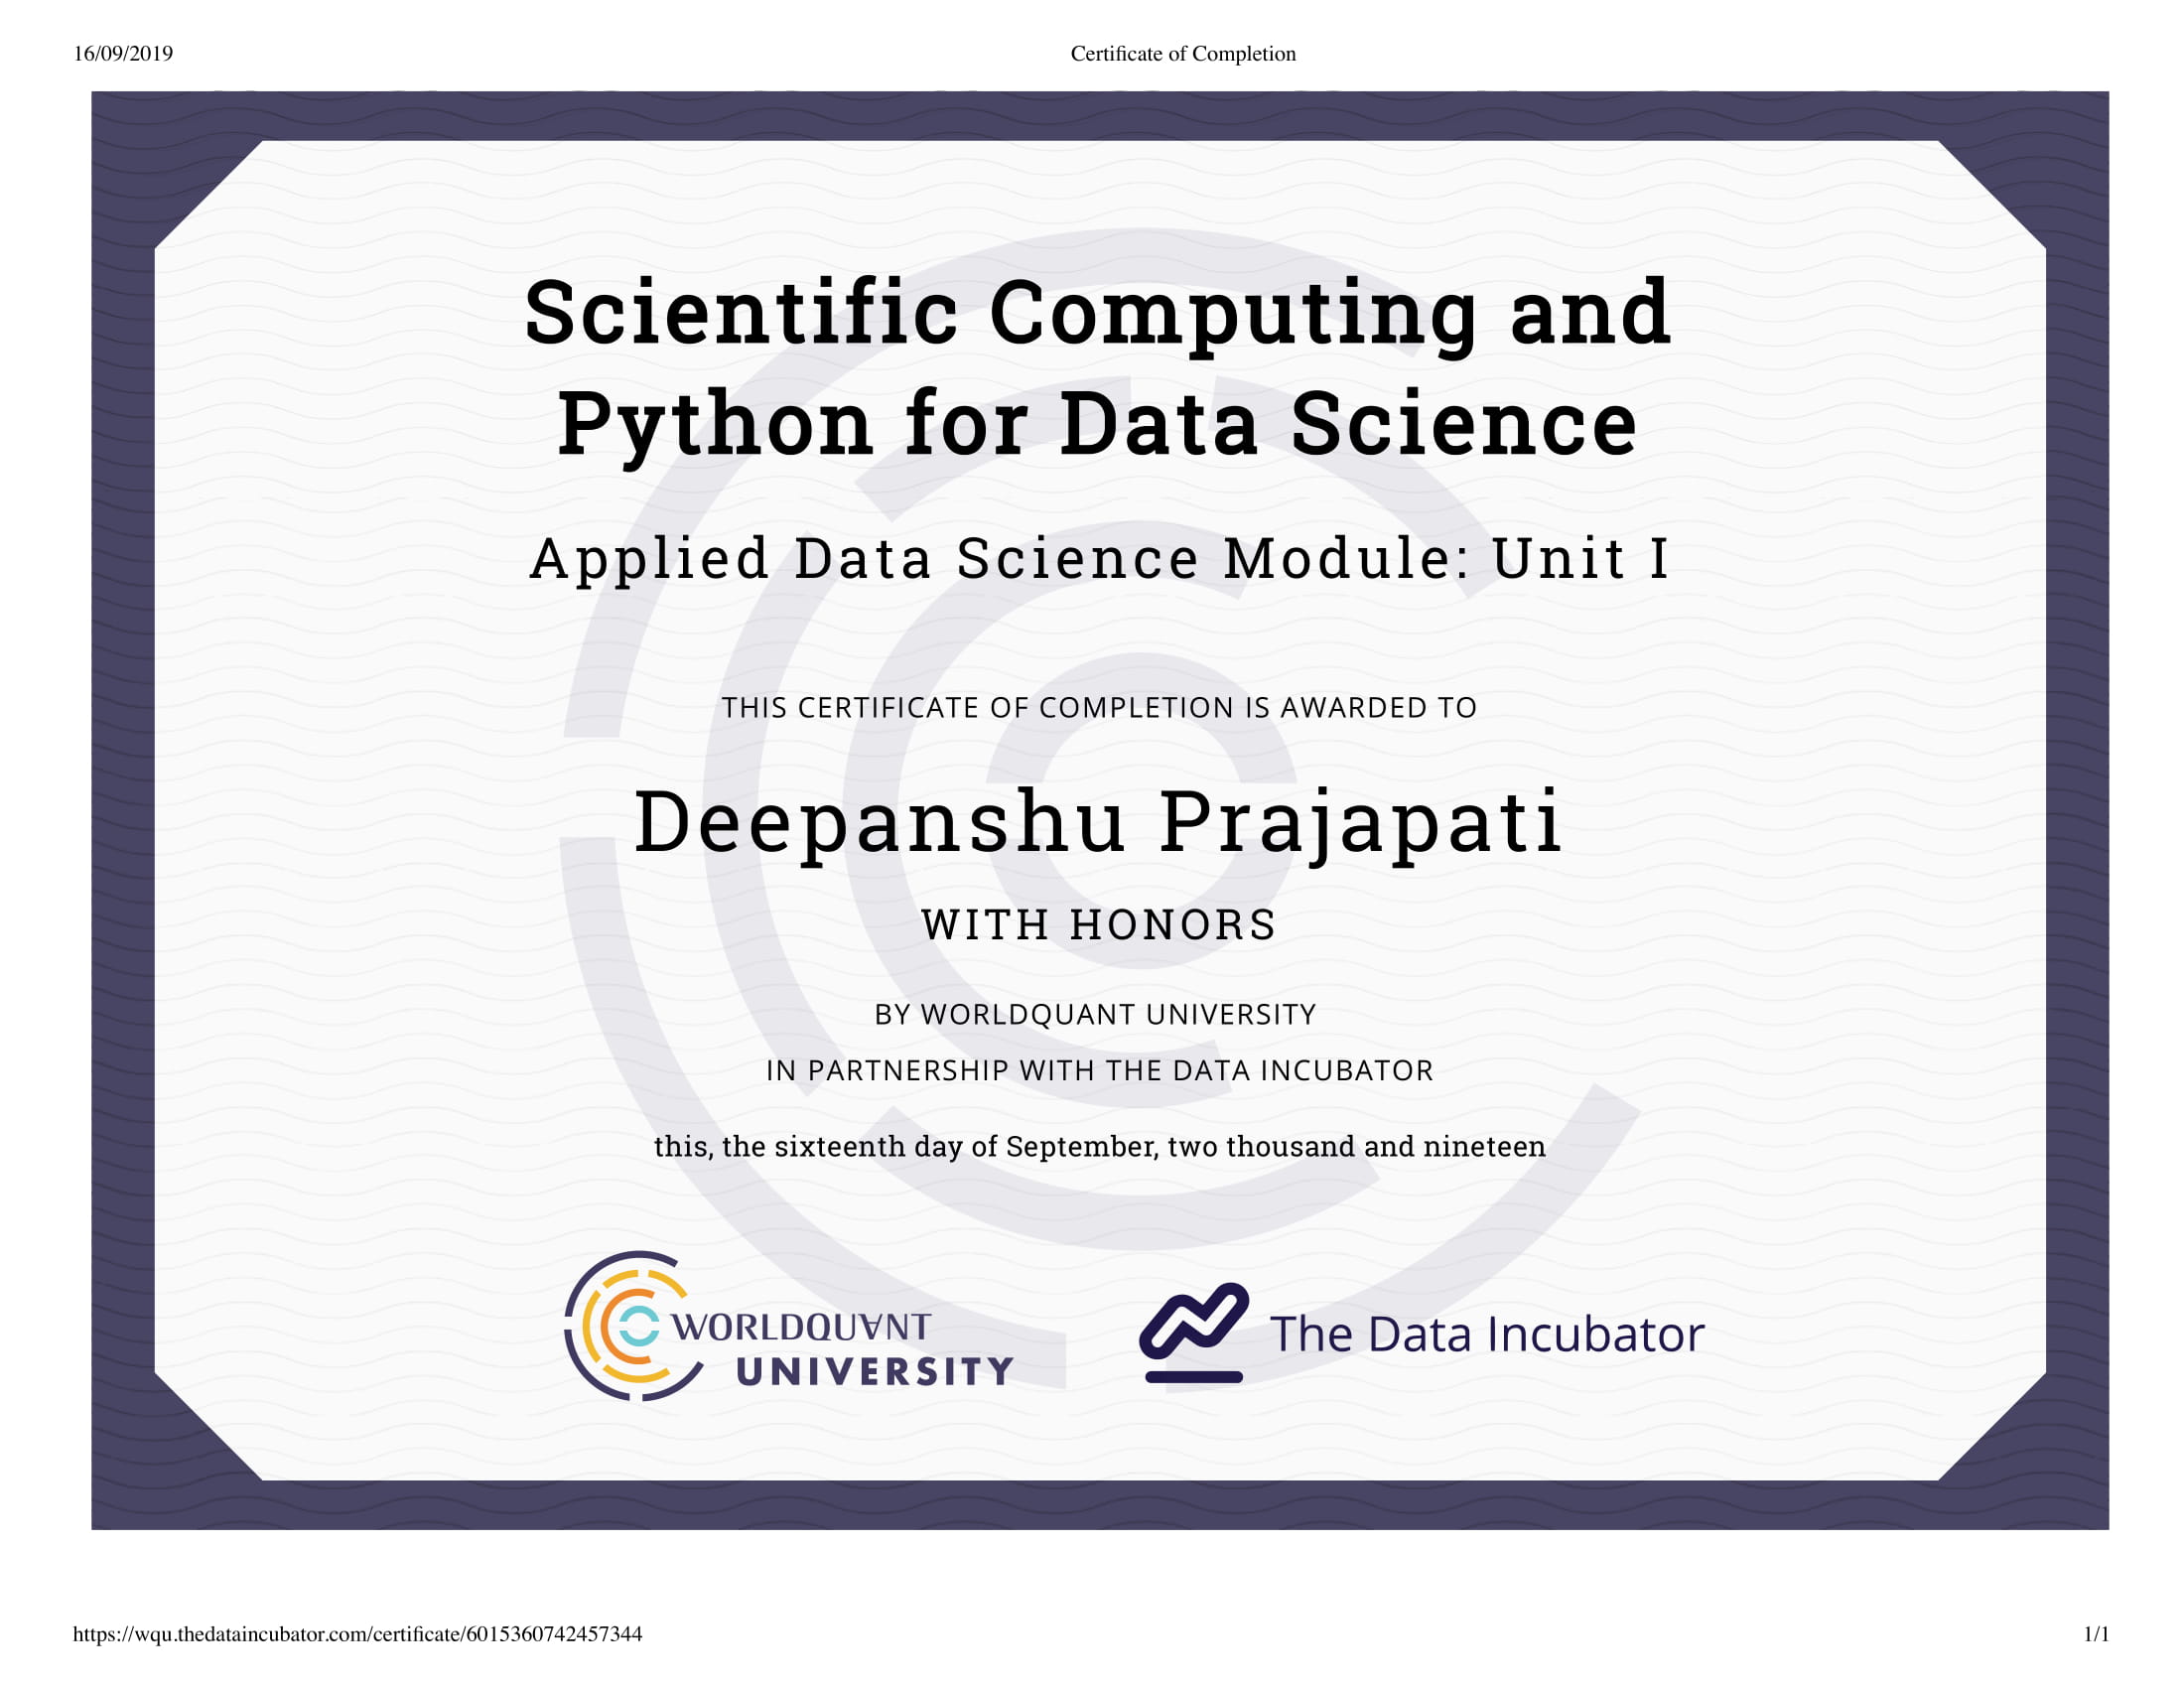 16/09/2019
Certificate of Completion
Scientific Computing and
Python for Data Science
Applied Data Science Module: Unit I
THIS CERTIFICATE OF COMPLETION IS AWARDED TO
Deepanshu Prajapati
WITH HONORS
BY WORLDQUANT UNIVERSITY
IN PARTNERSHIP WITH THE DATA INCUBATOR
this, the sixteenth day of September, two thousand and nineteen
WORLDQUANT
UNIVERSITY
The Data Incubator
https://wqu.thedataincubator.com/certificate/6015360742457344
1/1